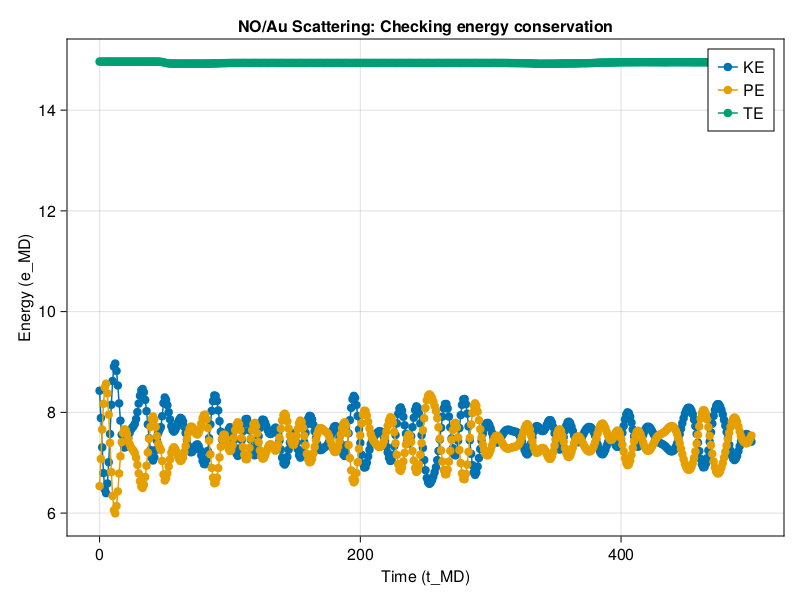 NO/Au Scattering: Checking energy conservation
KE
PE
TE
14
12
10
8
6
Energy (e_MD)
0
200
400
Time (t_MD)